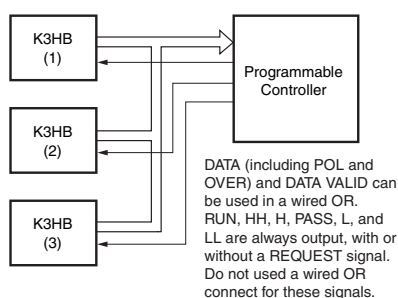 K3HB
(1)
K3HB
(2)
K3HB
(3)
Programmable
Controller
DATA (including POL and
OVER) and DATA VALID can
be used in a wired OR.
RUN, HH, H, PASS, L, and
LL are always output, with or
without a REQUEST signal.
Do not used a wired OR
connect for these signals.